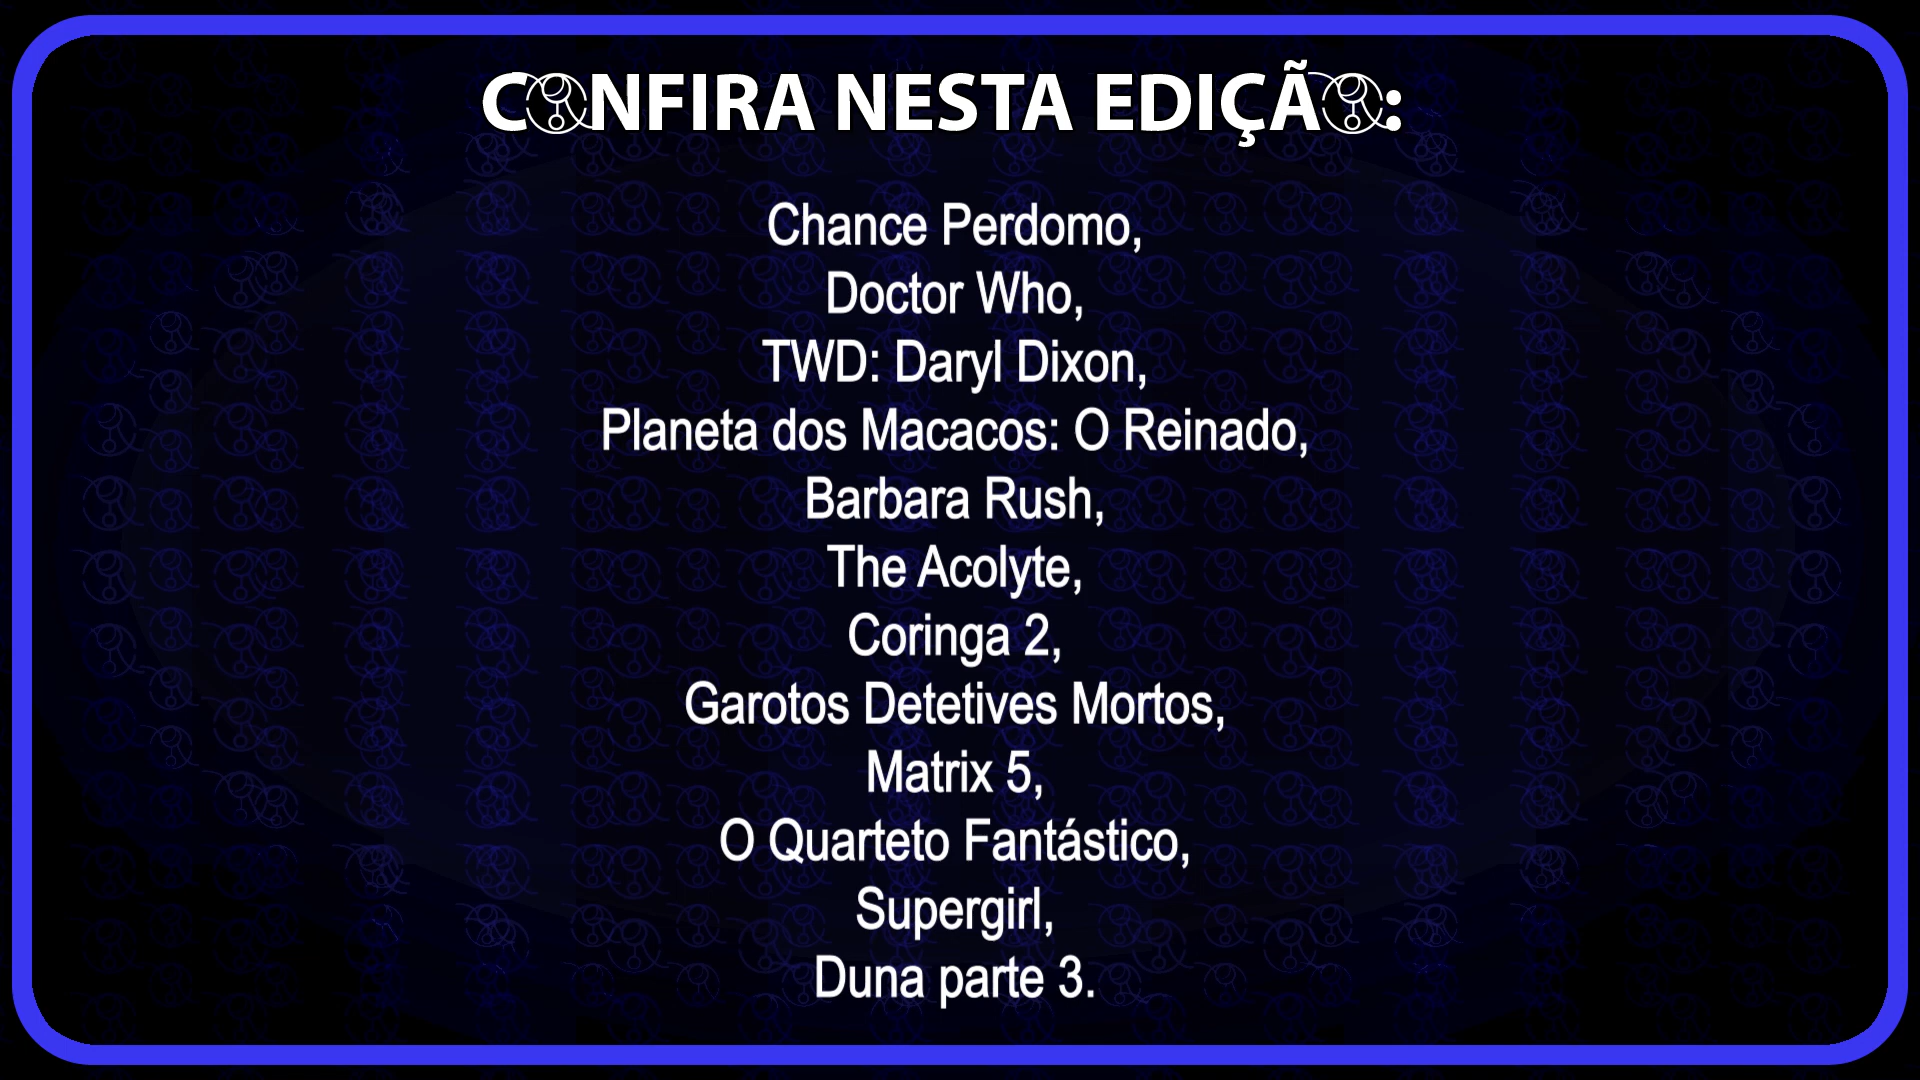 CONFIRA NESTA EDIÇÃO:
Chance Perdomo,
Doctor Who,
TWD: Daryl Dixon,
Planeta dos Macacos: O Reinado,
Barbara Rush,
The Acolyte,
Coringa 2,
Garotos Detetives Mortos,
Matrix 5,
O Quarteto Fantástico,
Supergirl,
Duna parte 3.